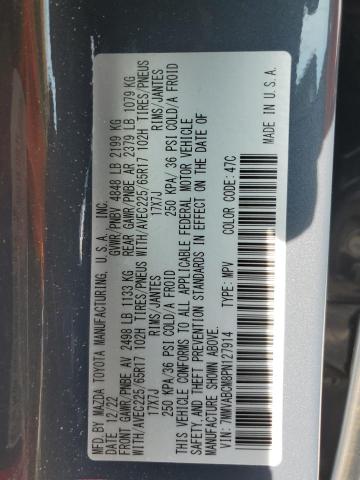 MFD. BY MAZDA TOYOTA MANUFACTURING, U.S.A., INC.
DATE 12/22 GVWR/PNBV 4848 LB 2199 KG
FRONT GAWR/PNBE AV 2498 LB 1133 KG REAR GAWR/PNBE AR 2379 LB 1079 KG
WITH/AVEC225/65R17 102H TIRES/PNEUS WITH/AVEC225/65R17 102H TIRES/PNEUS
17X7J RIMS/JANTES 17X7J RIMS/JANTES
250 KPA/36 PSI COLD/A FROID 250 KPA/ 36 PSI COLD/A FROID
THIS VEHICLE CONFORMS TO ALL APPLICABLE FEDERAL MOTOR VEHICLE
SAFETY, AND THEFT PREVENTION STANDARDS IN EFFECT ON THE DATE OF
MANUFACTURE SHOWN ABOVE.
VIN: 7MMVABCM8PN127914 TYPE: MPV COLOR CODE: 47C
MADE IN U.S.A.